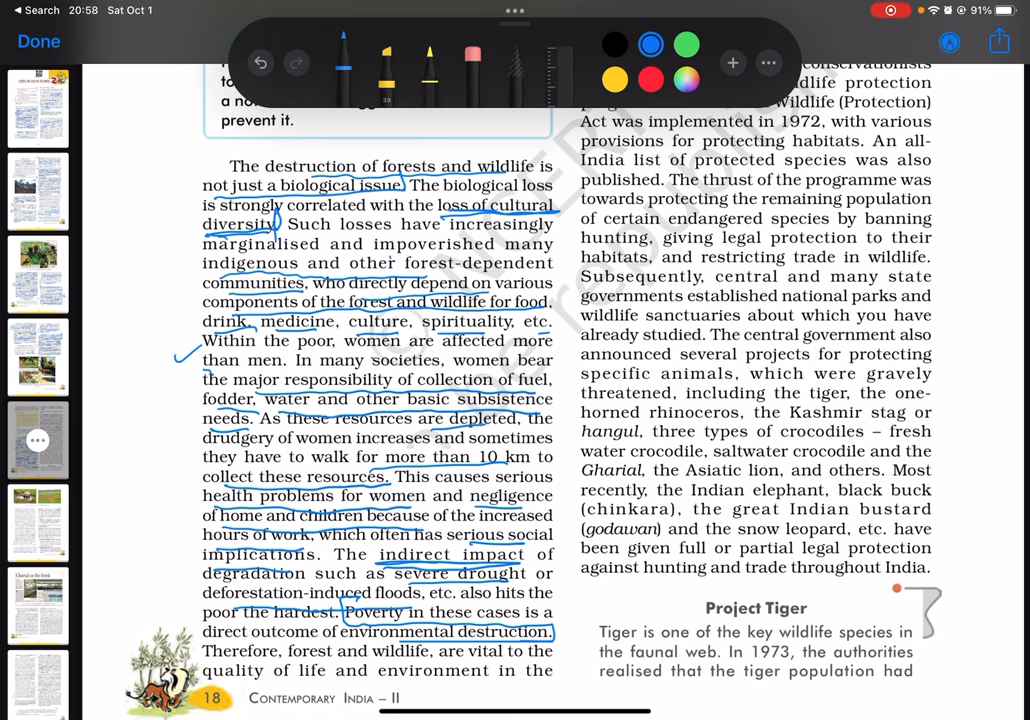 Search 20:58 Sat Oct 1
91%
Done
39
to
a no
prevent it.
The destruction of forests and wildlife is
not just a biological issue. The biological loss
is strongly correlated with the loss of cultural
diversity. Such losses have increasingly
marginalised and impoverished many
indigenous and other forest-dependent
communities, who directly depend on various
components of the forest and wildlife for food,
drink, medicine, culture, spirituality, etc.
Within the poor, women are affected more
than men. In many societies, women bear
the major responsibility of collection of fuel,
fodder, water and other basic subsistence
needs. As these resources are depleted, the
drudgery of women increases and sometimes
they have to walk for more than 10 km to
collect these resources. This causes serious
health problems for women and negligence
of home and children because of the increased
hours of work, which often has serious social
implications. The indirect impact of
degradation such as severe drought or
deforestation-induced floods, etc. also hits the
poor the hardest. Poverty in these cases is a
direct outcome of environmental destruction.
Therefore, forest and wildlife, are vital to the
quality of life and environment in the
18 CONTEMPORARY INDIA – II
conservationists
wildlife protection
Wildlife (Protection)
Act was implemented in 1972, with various
provisions for protecting habitats. An all-
India list of protected species was also
published. The thrust of the programme was
towards protecting the remaining population
of certain endangered species by banning
hunting, giving legal protection to their
habitats, and restricting trade in wildlife.
Subsequently, central and many state
governments established national parks and
wildlife sanctuaries about which you have
already studied. The central government also
announced several projects for protecting
specific animals, which were gravely
threatened, including the tiger, the one-
horned rhinoceros, the Kashmir stag or
hangul, three types of crocodiles – fresh
water crocodile, saltwater crocodile and the
Gharial, the Asiatic lion, and others. Most
recently, the Indian elephant, black buck
(chinkara), the great Indian bustard
(godawan) and the snow leopard, etc. have
been given full or partial legal protection
against hunting and trade throughout India.
Project Tiger
Tiger is one of the key wildlife species in
the faunal web. In 1973, the authorities
realised that the tiger population had